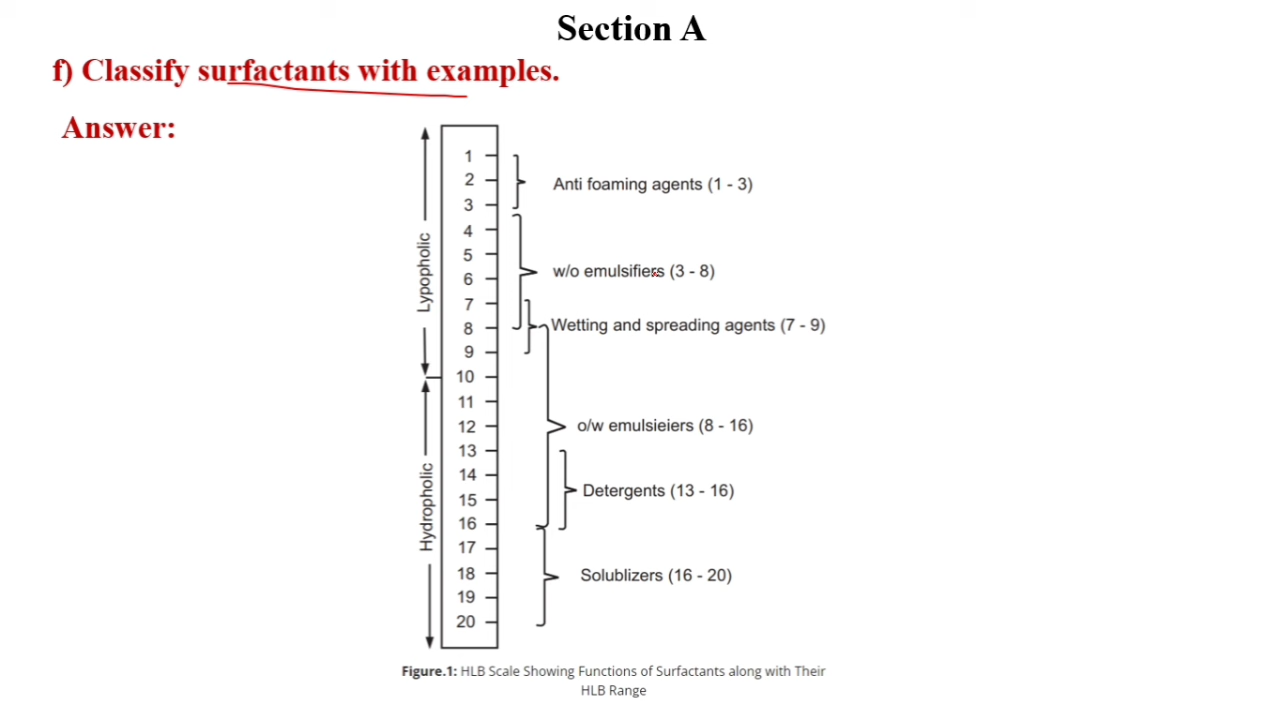 Section A
f) Classify surfactants with examples.
Answer:
1
2
3
4
5
6
7
8
9
10
11
12
13
14
15
16
17
18
19
20
Lypopholic
Hydropholic
Anti foaming agents (1 - 3)
w/o emulsifiers (3 - 8)
Wetting and spreading agents (7 - 9)
o/w emulsieiers (8 - 16)
Detergents (13 - 16)
Solublizers (16 - 20)
Figure.1: HLB Scale Showing Functions of Surfactants along with Their
HLB Range